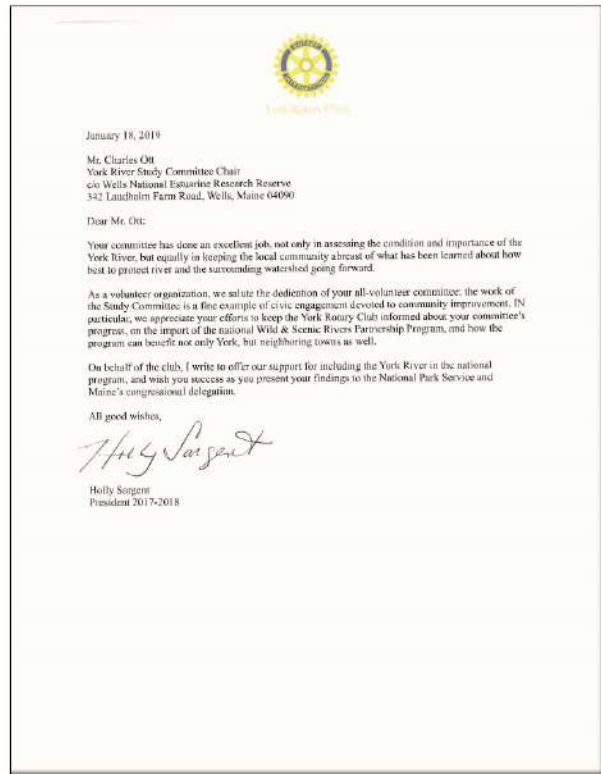 ROTARY
INTERNATIONAL
York Rotary Club
January 18, 2019
Mr. Charles Ott
York River Study Committee Chair
c/o Wells National Estuarine Research Reserve
342 Laudholm Farm Road, Wells, Maine 04090
Dear Mr. Ott:
Your committee has done an excellent job, not only in assessing the condition and importance of the
York River, but equally in keeping the local community abreast of what has been learned about how
best to protect river and the surrounding watershed going forward.
As a volunteer organization, we salute the dedication of your all-volunteer committee: the work of
the Study Committee is a fine example of civic engagement devoted to community improvement. IN
particular, we appreciate your efforts to keep the York Rotary Club informed about your committee's
progress, on the import of the national Wild & Scenic Rivers Partnership Program, and how the
program can benefit not only York, but neighboring towns as well.
On behalf of the club, I write to offer our support for including the York River in the national
program, and wish you success as you present your findings to the National Park Service and
Maine's congressional delegation.
All good wishes,
Holly Sargent
Holly Sargent
President 2017-2018